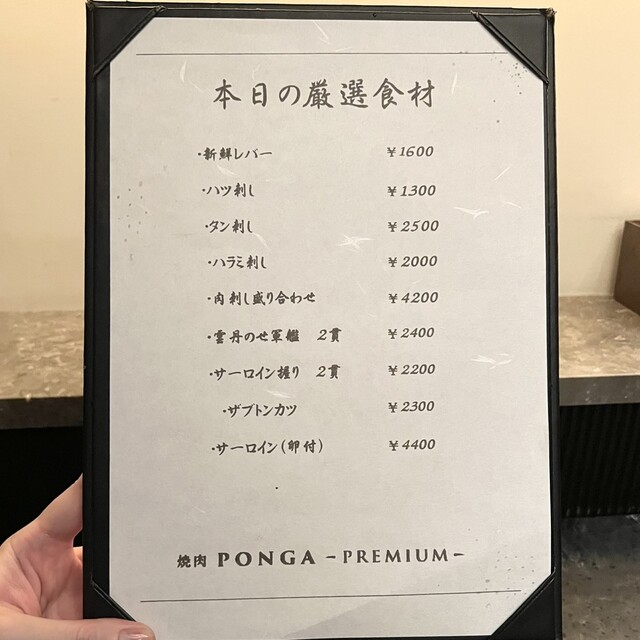 本日の厳選食材
・新鮮レバー ¥1600
・ハツ刺し ¥1300
・タン刺し ¥2500
・ハラミ刺し ¥2000
・肉刺し盛り合わせ ¥4200
・雲丹のせ軍艦 2貫 ¥2400
・サーロイン握り 2貫 ¥2200
・ザブトンカツ ¥2300
・サーロイン(卵付) ¥4400
焼肉 PONGA -PREMIUM-